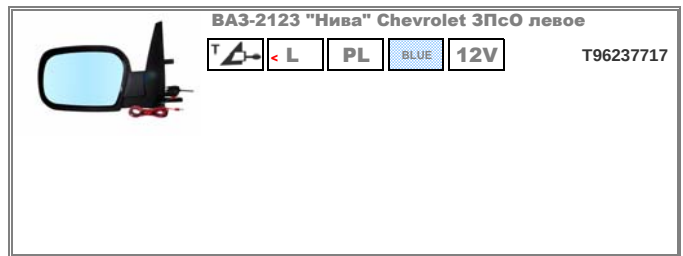 ВАЗ-2123 "Нива" Chevrolet ЗПсО левое
T < L PL BLUE 12V T96237717